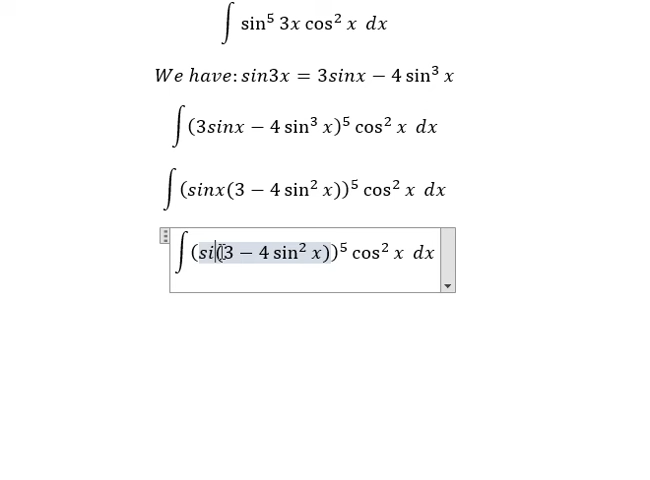 ∫ sin⁵ 3x cos² x dx
We have: sin3x = 3sinx − 4 sin³ x
∫ (3sinx − 4 sin³ x)⁵ cos² x dx
∫ (sinx(3 − 4 sin² x))⁵ cos² x dx
∫ (si(3 − 4 sin² x))⁵ cos² x dx